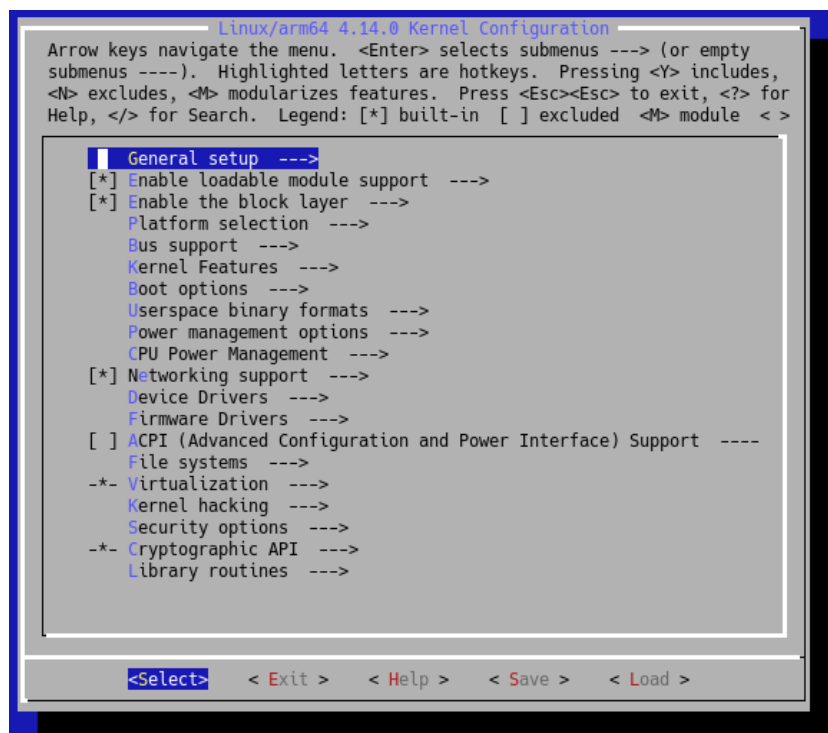 Linux/arm64 4.14.0 Kernel Configuration
Arrow keys navigate the menu.  <Enter> selects submenus ---> (or empty
submenus ----).  Highlighted letters are hotkeys.  Pressing <Y> includes,
<N> excludes, <M> modularizes features.  Press <Esc><Esc> to exit, <?> for
Help, </> for Search.  Legend: [*] built-in  [ ] excluded  <M> module  < >
General setup  --->
[*] Enable loadable module support  --->
[*] Enable the block layer  --->
Platform selection  --->
Bus support  --->
Kernel Features  --->
Boot options  --->
Userspace binary formats  --->
Power management options  --->
CPU Power Management  --->
[*] Networking support  --->
Device Drivers  --->
Firmware Drivers  --->
[ ] ACPI (Advanced Configuration and Power Interface) Support  ----
File systems  --->
-*- Virtualization  --->
Kernel hacking  --->
Security options  --->
-*- Cryptographic API  --->
Library routines  --->
<Select>    < Exit >    < Help >    < Save >    < Load >